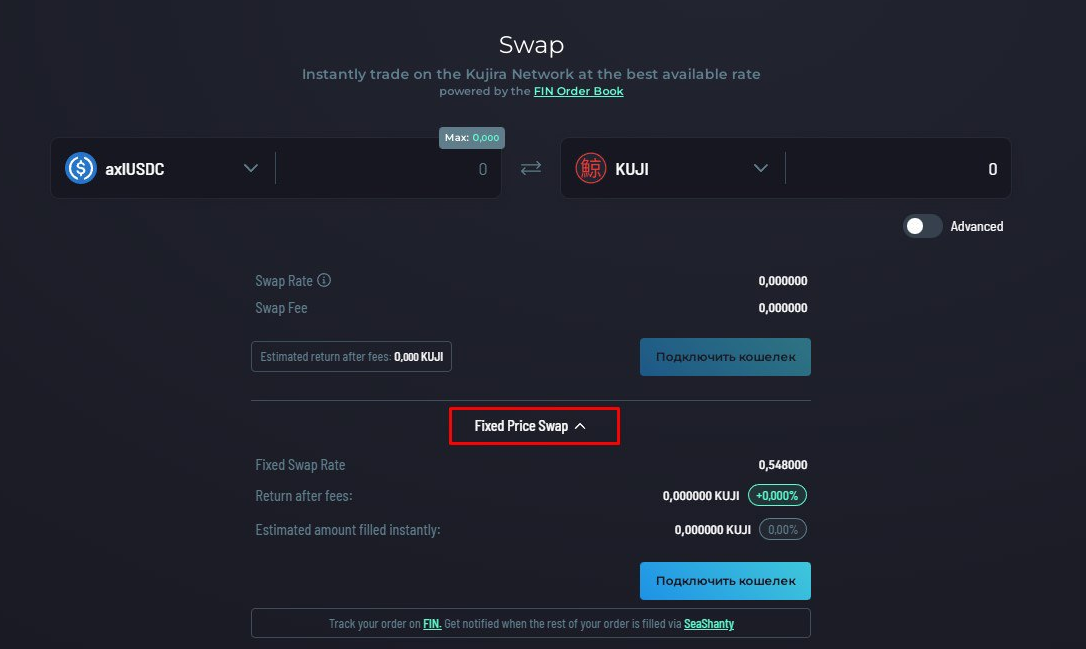 Swap
Instantly trade on the Kujira Network at the best available rate
powered by the FIN Order Book
Max: 0,000
axlUSDC 0
鯨 KUJI 0
Advanced
Swap Rate 0,000000
Swap Fee 0,000000
Estimated return after fees: 0,000 KUJI
Подключить кошелек
Fixed Price Swap
Fixed Swap Rate 0,548000
Return after fees: 0,000000 KUJI +0,000%
Estimated amount filled instantly: 0,000000 KUJI 0,00%
Подключить кошелек
Track your order on FIN. Get notified when the rest of your order is filled via SeaShanty